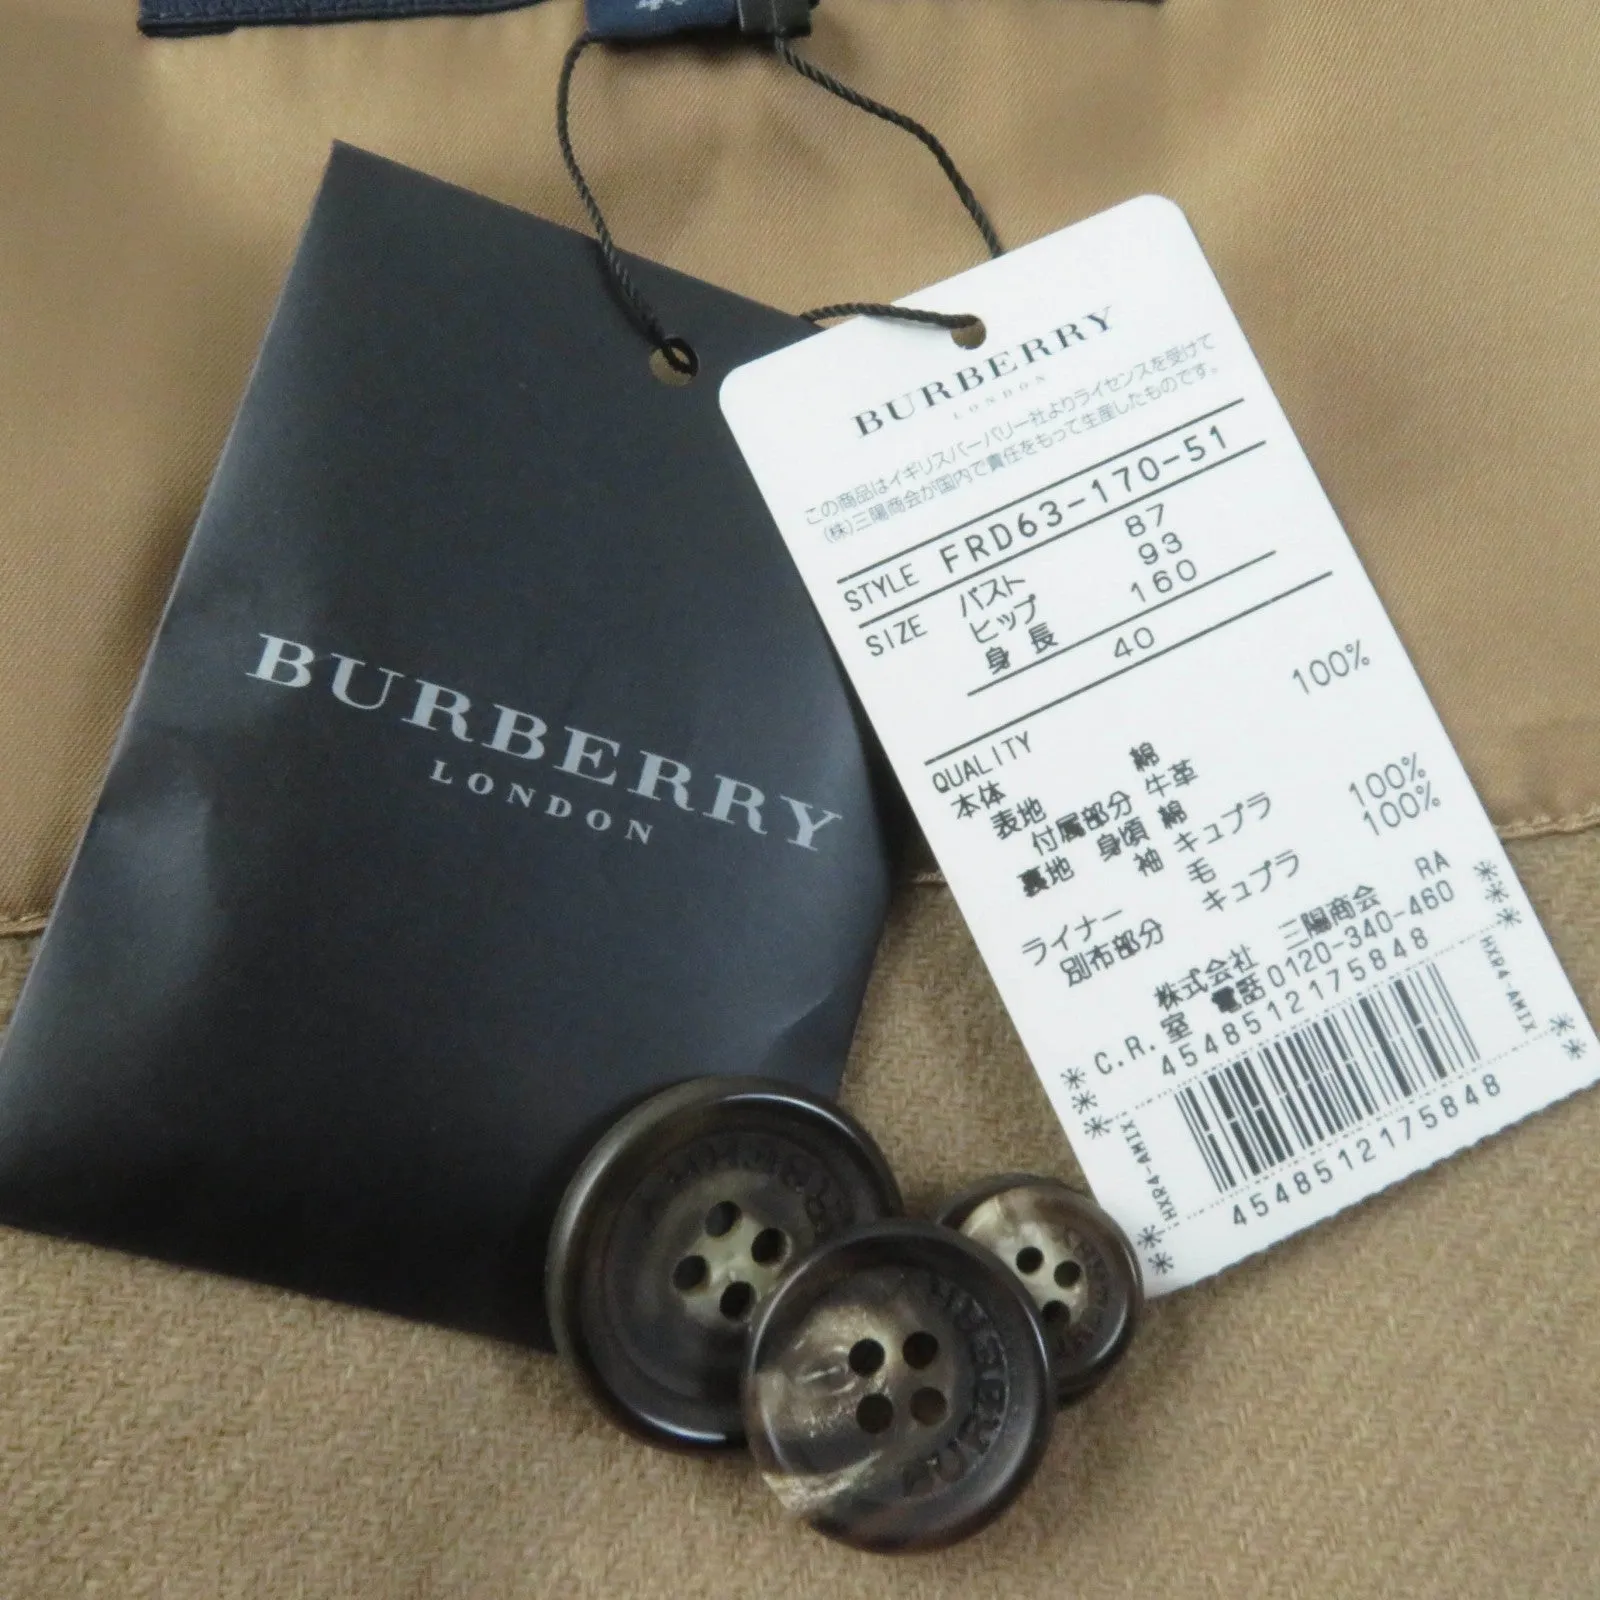 BURBERRY
LONDON
BURBERRY
LONDON
この商品はイギリスバーバリー社よりライセンスを受けて
(株)三陽商会が国内で責任をもって生産したものです。
STYLE FRD63-170-51
SIZE バスト 87
ヒップ 93
身長 160
40
QUALITY
本体
表地 綿 100%
付属部分 牛革
裏地 身頃 綿 100%
袖 キュプラ 100%
ライナー 毛
別布部分 キュプラ
株式会社 三陽商会 RA
C.R.室 電話0120-340-460
4548512175848
HXR4-AMIX
HXR4-AMIX
4548512175848
BURBERRY